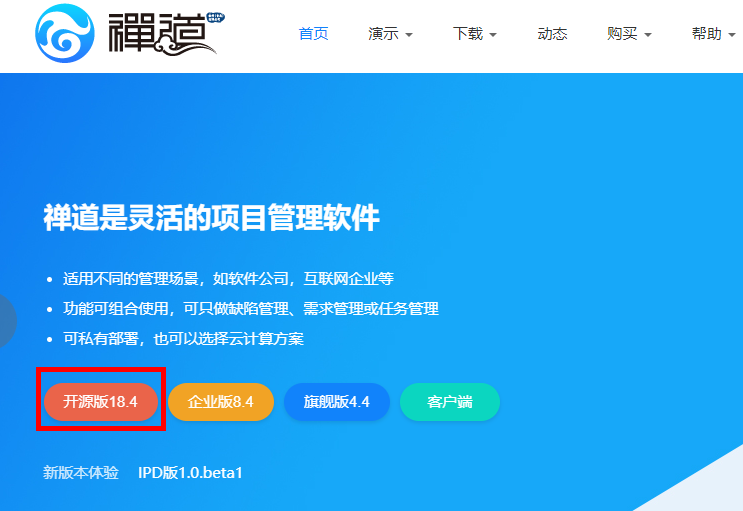 禅道
首页 演示 下载 动态 购买 帮助
禅道是灵活的项目管理软件
适用不同的管理场景，如软件公司，互联网企业等
功能可组合使用，可只做缺陷管理、需求管理或任务管理
可私有部署，也可以选择云计算方案
开源版18.4 企业版8.4 旗舰版4.4 客户端
新版本体验 IPD版1.0.beta1